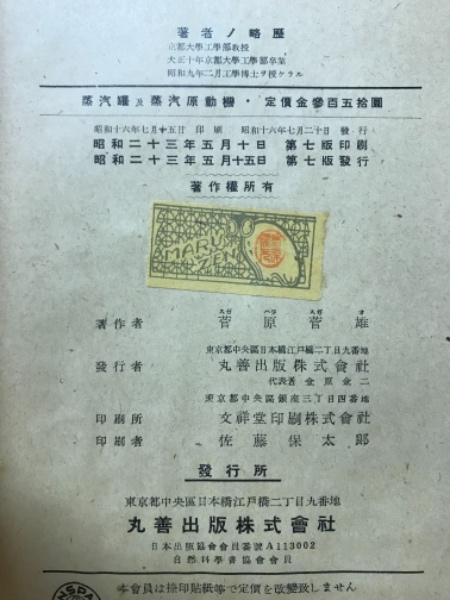 著者ノ略歴
京都大學工學部教授
大正十年京都大學工學部卒業
昭和九年二月工學博士ヲ授ケラル
蒸汽罐及蒸汽原動機・定價金參百五拾圓
昭和十六年七月十五日 印刷 昭和十六年七月二十日 發行
昭和二十三年五月十日 第七版印刷
昭和二十三年五月十五日 第七版發行
著作權所有
MARU
ZEN
スガ ハラ スガ オ
著作者 菅原菅雄
東京都中央區日本橋江戸橋二丁目九番地
發行者 丸善出版株式會社
代表者 金原金二
東京都中央區銀座三丁目四番地
印刷所 文祥堂印刷株式會社
印刷者 佐藤保太郎
發行所
東京都中央區日本橋江戸橋二丁目九番地
丸善出版株式會社
日本出版協會會員番號A113002
自然科學書協會會員
本會員は捺印貼紙等で定價を改變致しません